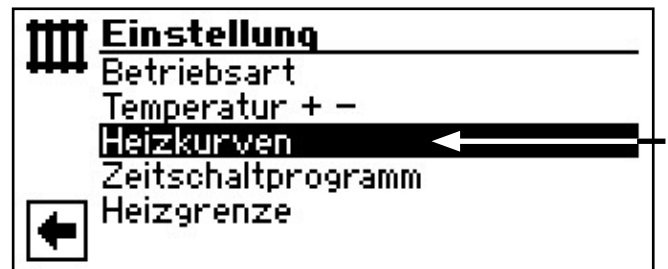 Einstellung
Betriebsart
Temperatur + −
Heizkurven
Zeitschaltprogramm
Heizgrenze